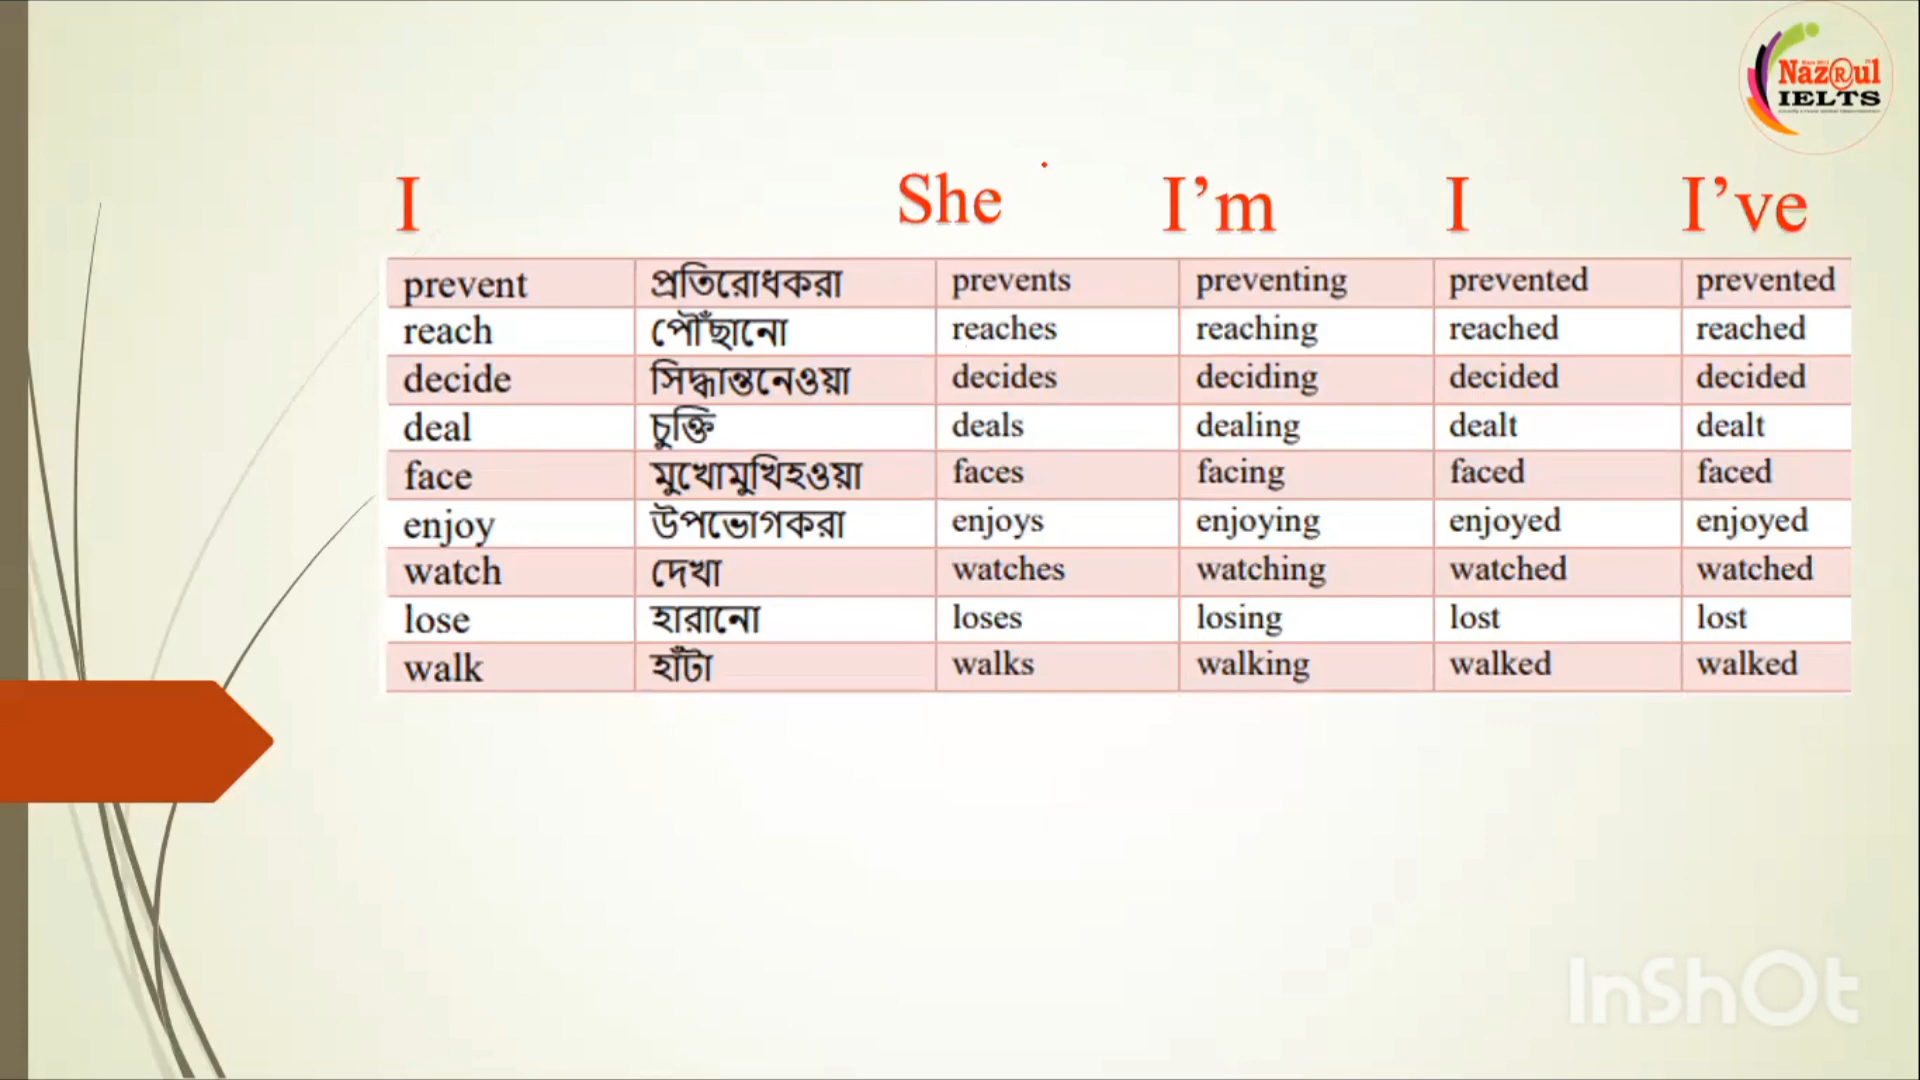 Nazrul
IELTS
I She I'm I I've
prevent প্রতিরোধকরা prevents preventing prevented prevented
reach পৌঁছানো reaches reaching reached reached
decide সিদ্ধান্তনেওয়া decides deciding decided decided
deal চুক্তি deals dealing dealt dealt
face মুখোমুখিহওয়া faces facing faced faced
enjoy উপভোগকরা enjoys enjoying enjoyed enjoyed
watch দেখা watches watching watched watched
lose হারানো loses losing lost lost
walk হাঁটা walks walking walked walked
InShOt